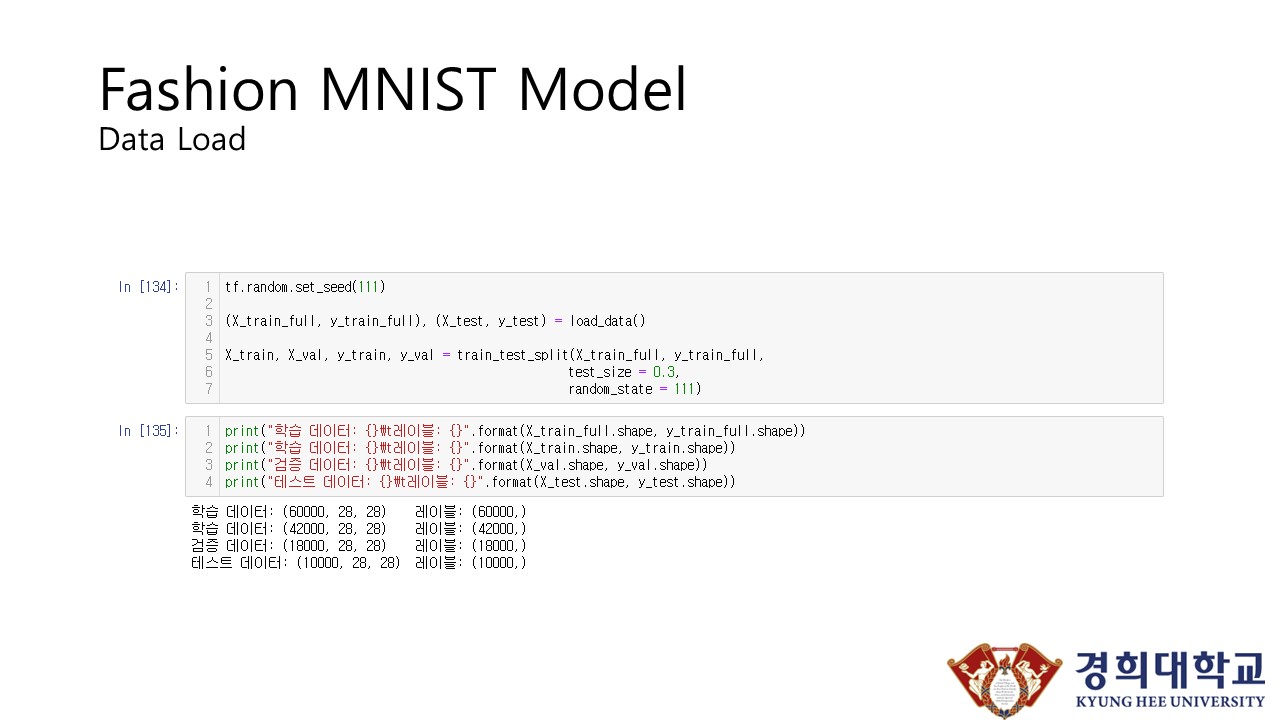 Fashion MNIST Model
Data Load
In [134]:
1 tf.random.set_seed(111)
2
3 (X_train_full, y_train_full), (X_test, y_test) = load_data()
4
5 X_train, X_val, y_train, y_val = train_test_split(X_train_full, y_train_full,
6 test_size = 0.3,
7 random_state = 111)
In [135]:
1 print("학습 데이터: {}₩t레이블: {}".format(X_train_full.shape, y_train_full.shape))
2 print("학습 데이터: {}₩t레이블: {}".format(X_train.shape, y_train.shape))
3 print("검증 데이터: {}₩t레이블: {}".format(X_val.shape, y_val.shape))
4 print("테스트 데이터: {}₩t레이블: {}".format(X_test.shape, y_test.shape))
학습 데이터: (60000, 28, 28) 레이블: (60000,)
학습 데이터: (42000, 28, 28) 레이블: (42000,)
검증 데이터: (18000, 28, 28) 레이블: (18000,)
테스트 데이터: (10000, 28, 28) 레이블: (10000,)
경희대학교
KYUNG HEE UNIVERSITY